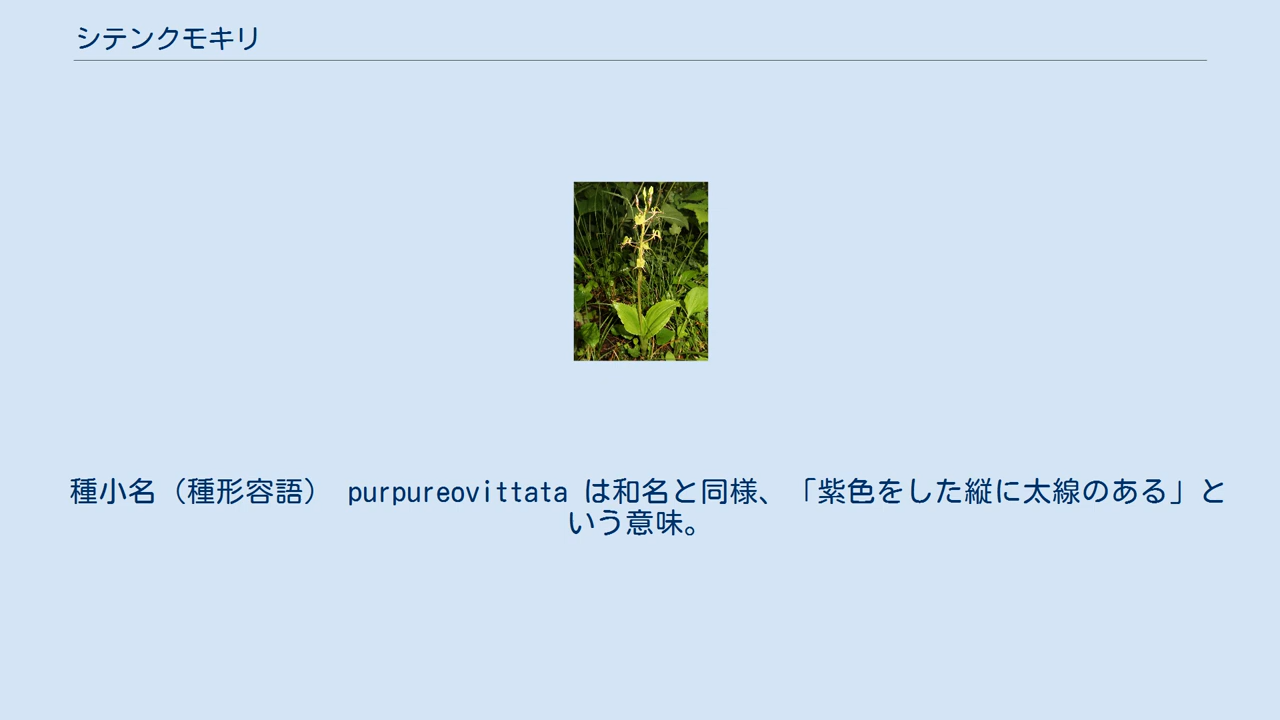 シテンクモキリ
種小名（種形容語） purpureovittata は和名と同様、「紫色をした縦に太線のある」と
いう意味。